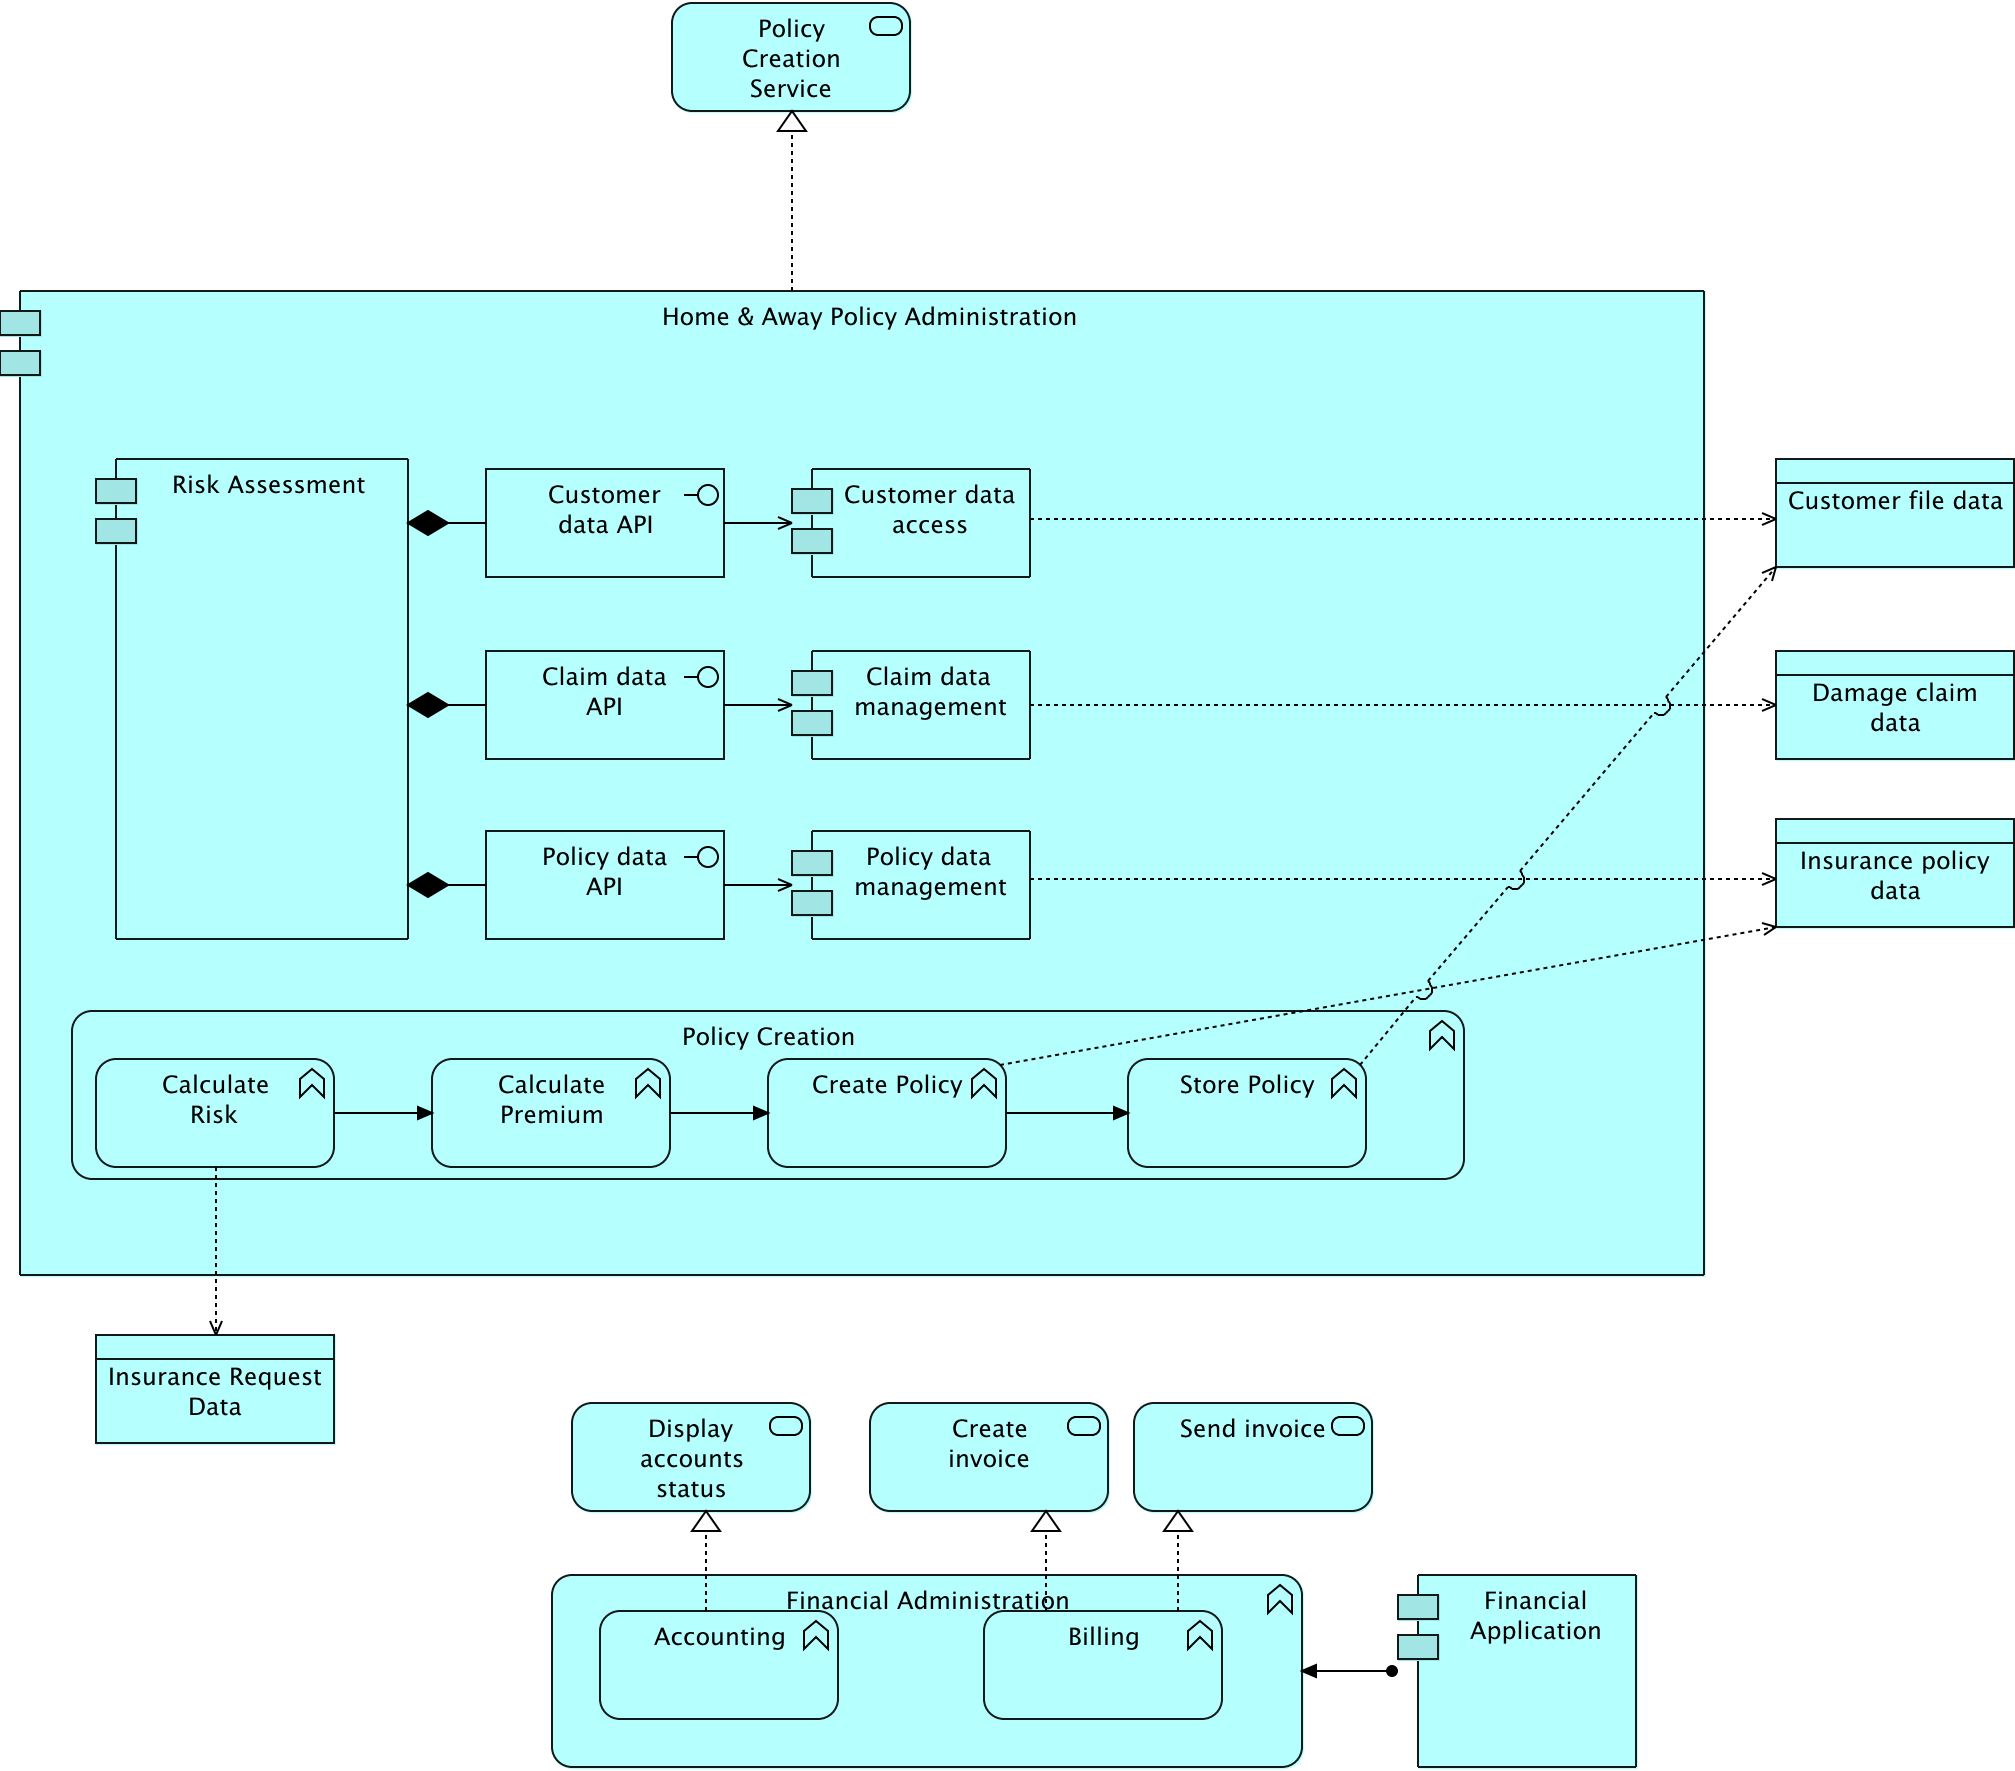 Policy
Creation
Service
Home & Away Policy Administration
Risk Assessment
Customer
data API
Customer data
access
Customer file data
Claim data
API
Claim data
management
Damage claim
data
Policy data
API
Policy data
management
Insurance policy
data
Policy Creation
Calculate
Risk
Calculate
Premium
Create Policy
Store Policy
Insurance Request
Data
Display
accounts
status
Create
invoice
Send invoice
Financial Administration
Accounting
Billing
Financial
Application